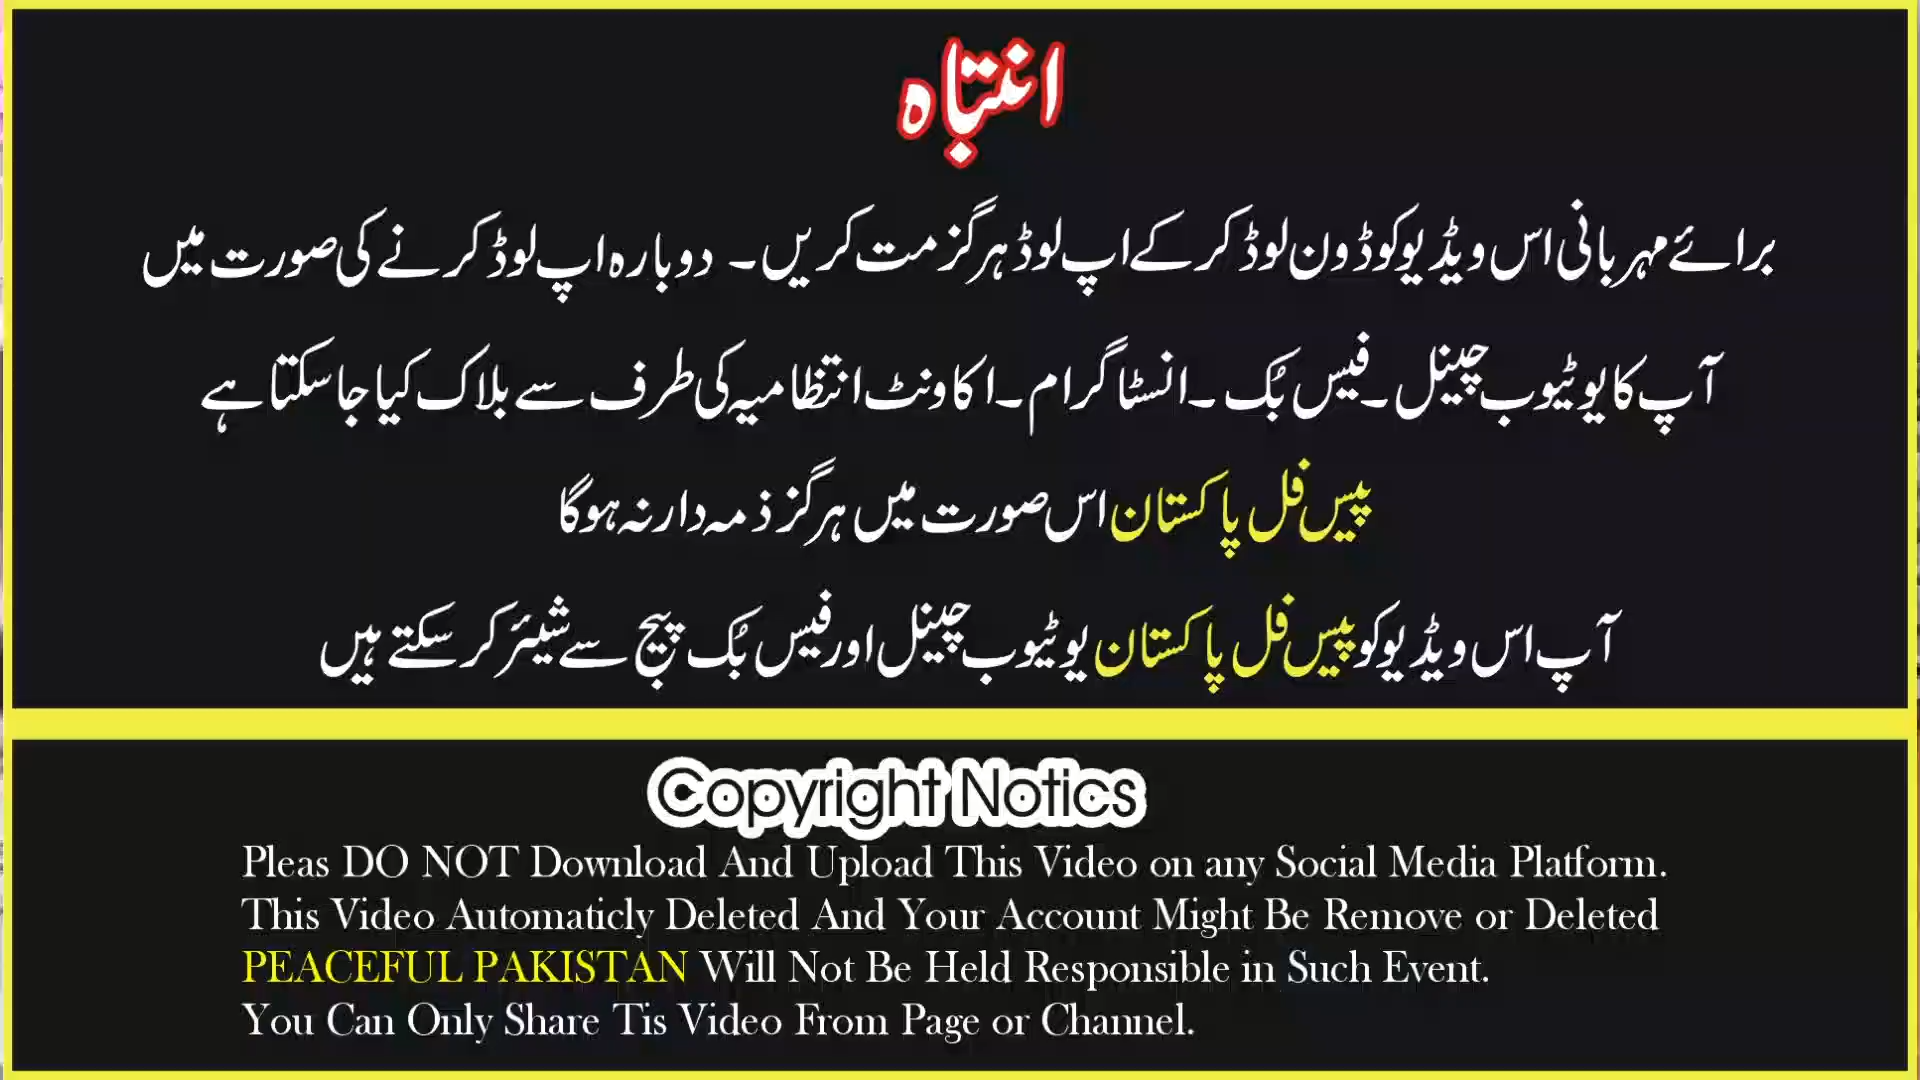 انتباہ
برائے مہربانی اس ویڈیو کو ڈون لوڈ کر کے اپ لوڈ ہرگز مت کریں۔ دوبارہ اپ لوڈ کرنے کی صورت میں
آپ کا یوٹیوب چینل۔ فیس بُک ۔ انسٹا گرام ۔ اکاونٹ انتظامیہ کی طرف سے بلاک کیا جا سکتا ہے
پیس فل پاکستان اس صورت میں ہرگز ذمہ دار نہ ہوگا
آپ اس ویڈیو کو پیس فل پاکستان یوٹیوب چینل اور فیس بُک پیج سے شیئر کر سکتے ہیں
Copyright Notics
Pleas DO NOT Download And Upload This Video on any Social Media Platform.
This Video Automaticly Deleted And Your Account Might Be Remove or Deleted
PEACEFUL PAKISTAN Will Not Be Held Responsible in Such Event.
You Can Only Share Tis Video From Page or Channel.